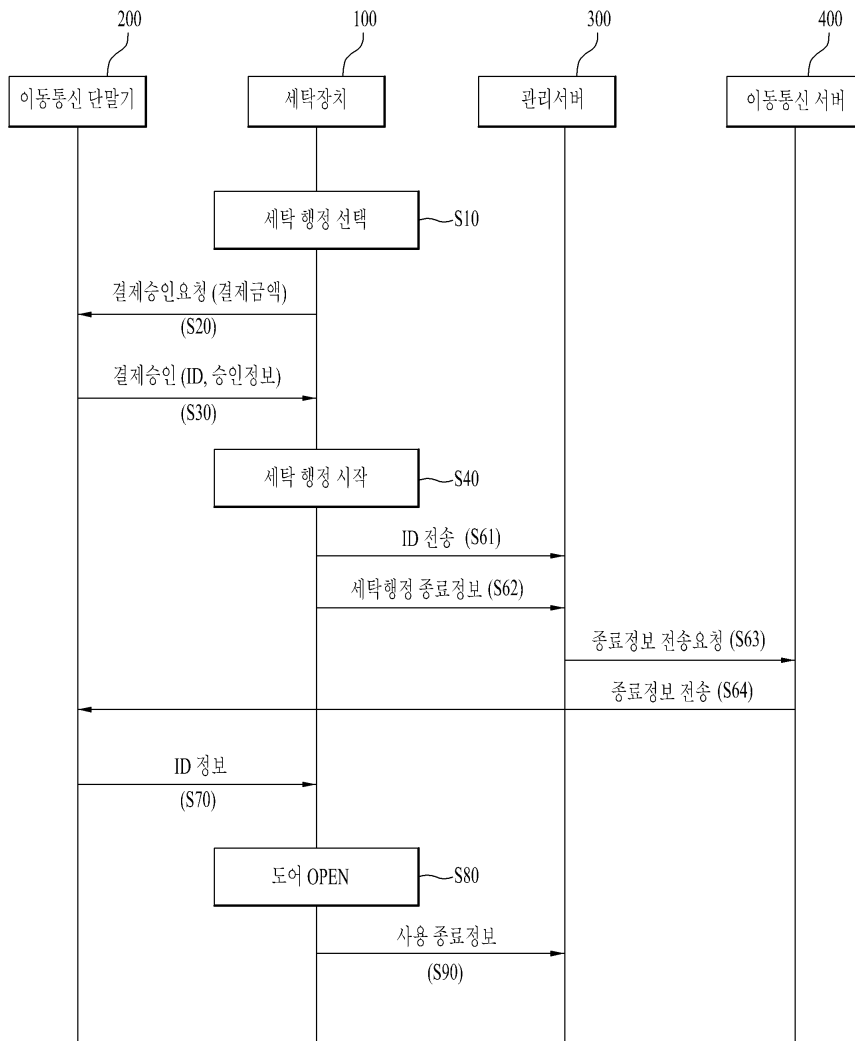 200
100
300
400
이동통신 단말기
세탁장치
관리서버
이동통신 서버
세탁 행정 선택
S10
결제승인요청 (결제금액)
(S20)
결제승인 (ID, 승인정보)
(S30)
세탁 행정 시작
S40
ID 전송 (S61)
세탁행정 종료정보 (S62)
종료정보 전송요청 (S63)
종료정보 전송 (S64)
ID 정보
(S70)
도어 OPEN
S80
사용 종료정보
(S90)